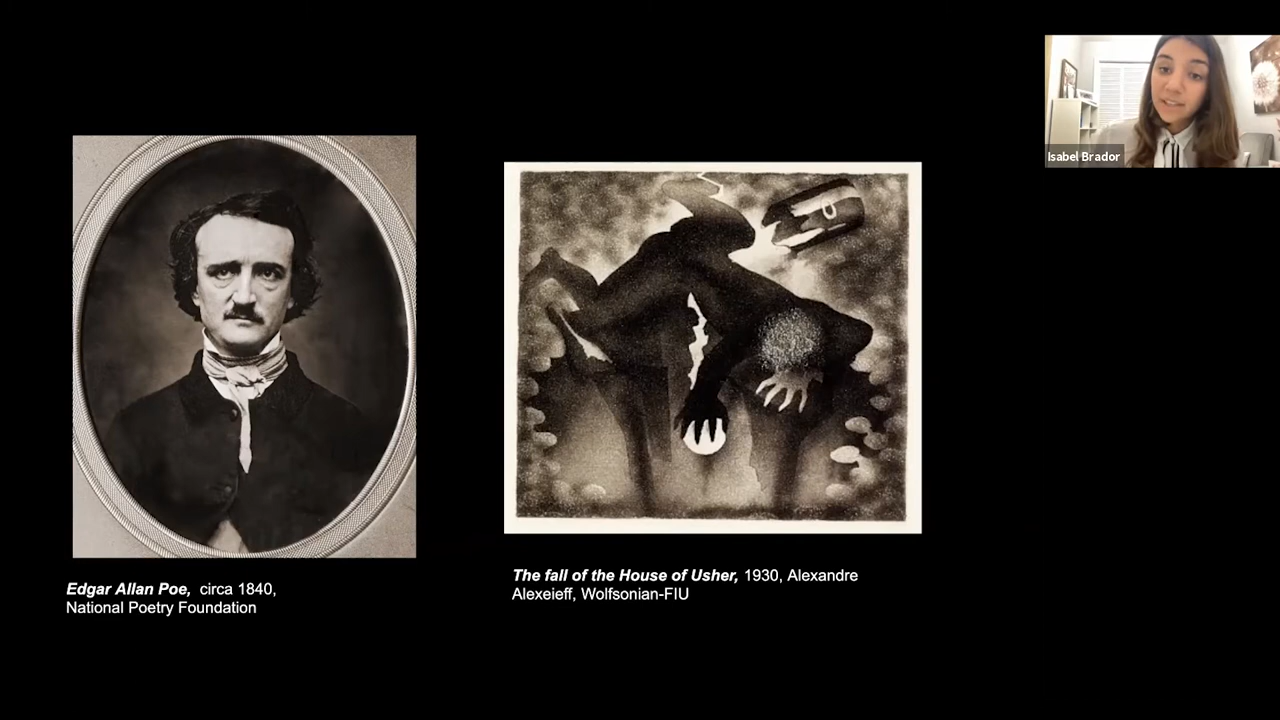 Isabel Brador
Edgar Allan Poe, circa 1840,
National Poetry Foundation
The fall of the House of Usher, 1930, Alexandre
Alexeieff, Wolfsonian-FIU